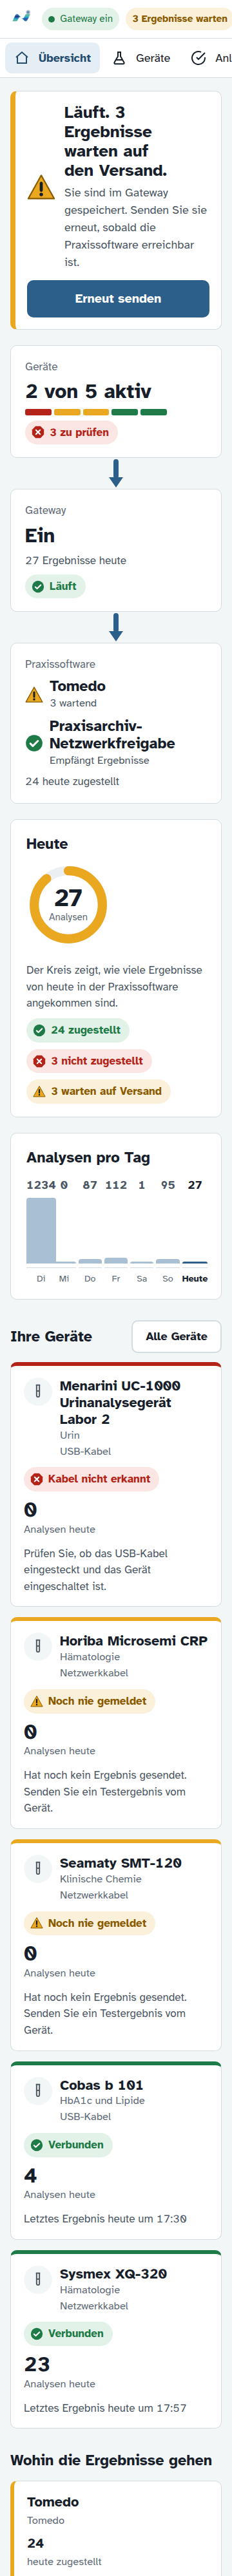 Gateway ein
3 Ergebnisse warten
Übersicht
Geräte
Läuft. 3
Ergebnisse
warten auf
den Versand.
Sie sind im Gateway
gespeichert. Senden Sie sie
erneut, sobald die
Praxissoftware erreichbar
ist.
Erneut senden
Geräte
2 von 5 aktiv
3 zu prüfen
Gateway
Ein
27 Ergebnisse heute
Läuft
Praxissoftware
Tomedo
3 wartend
Praxisarchiv-
Netzwerkfreigabe
Empfängt Ergebnisse
24 heute zugestellt
Heute
27
Analysen
Der Kreis zeigt, wie viele Ergebnisse
von heute in der Praxissoftware
angekommen sind.
24 zugestellt
3 nicht zugestellt
3 warten auf Versand
Analysen pro Tag
1234 0 87 112 1 95 27
Di Mi Do Fr Sa So Heute
Ihre Geräte
Alle Geräte
Menarini UC-1000
Urinanalysegerät
Labor 2
Urin
USB-Kabel
Kabel nicht erkannt
0
Analysen heute
Prüfen Sie, ob das USB-Kabel
eingesteckt und das Gerät
eingeschaltet ist.
Horiba Microsemi CRP
Hämatologie
Netzwerkkabel
Noch nie gemeldet
0
Analysen heute
Hat noch kein Ergebnis gesendet.
Senden Sie ein Testergebnis vom
Gerät.
Seamaty SMT-120
Klinische Chemie
Netzwerkkabel
Noch nie gemeldet
0
Analysen heute
Hat noch kein Ergebnis gesendet.
Senden Sie ein Testergebnis vom
Gerät.
Cobas b 101
HbA1c und Lipide
USB-Kabel
Verbunden
4
Analysen heute
Letztes Ergebnis heute um 17:30
Sysmex XQ-320
Hämatologie
Netzwerkkabel
Verbunden
23
Analysen heute
Letztes Ergebnis heute um 17:57
Wohin die Ergebnisse gehen
Tomedo
Tomedo
24
heute zugestellt